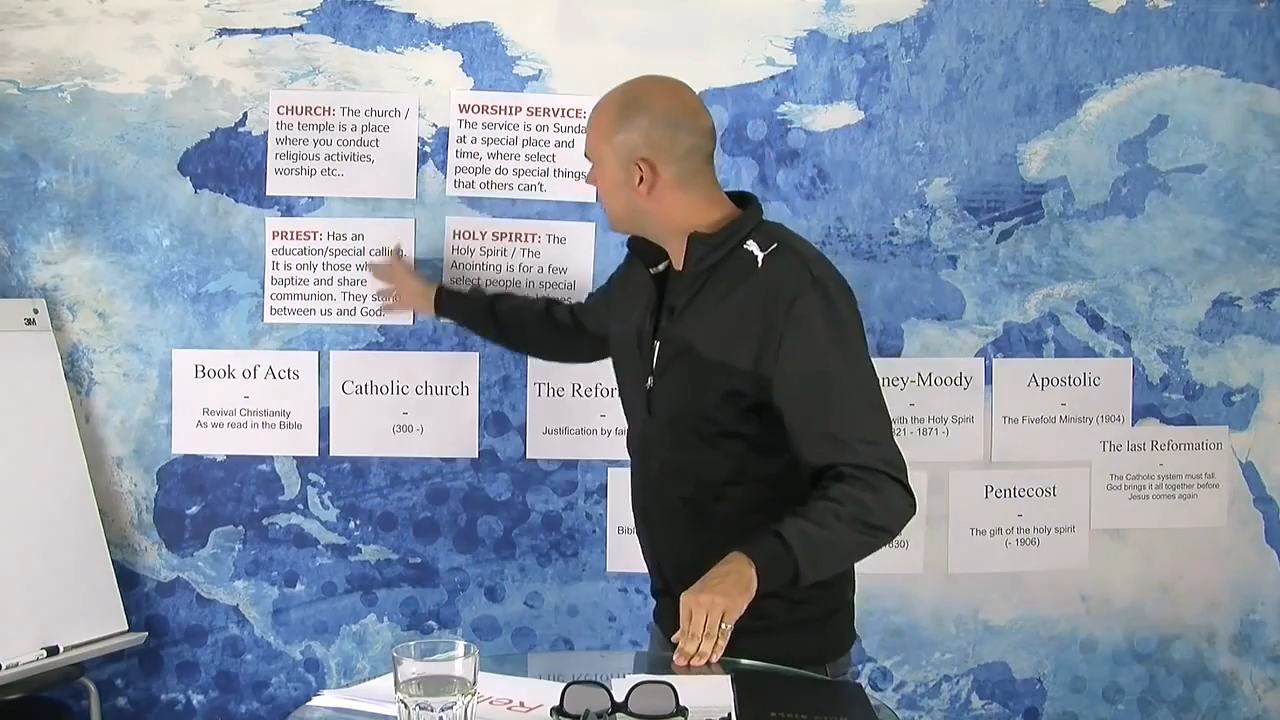 CHURCH: The church /
the temple is a place
where you conduct
religious activities,
worship etc..
WORSHIP SERVICE:
The service is on Sunda
at a special place and
time, where select
people do special things
that others can't.
PRIEST: Has an
education/special calling.
It is only those
baptize and share
communion. They
between us and God.
HOLY SPIRIT: The
Holy Spirit / The
Anointing is for a few
select people in special
3M
Book of Acts
-
Revival Christianity
As we read in the Bible
Catholic church
-
(300 -)
The Refor
-
Justification by fai
ney-Moody
-
with the Holy Spirit
21 - 1871 -)
Apostolic
-
The Fivefold Ministry (1904)
The last Reformation
-
The Catholic system must fall.
God brings it all together before
Jesus comes again
Bibl
830)
Pentecost
-
The gift of the holy spirit
(- 1906)